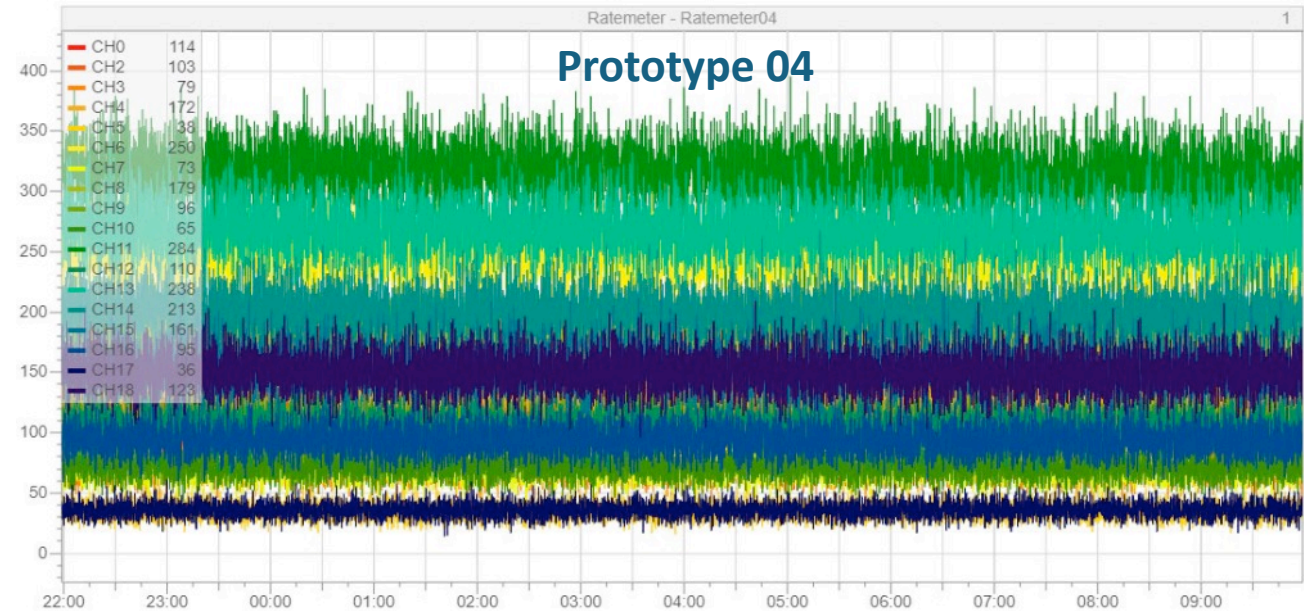 Ratemeter - Ratemeter04 1
Prototype 04
CH0 114
CH2 103
CH3 79
CH4 172
CH5 38
CH6 250
CH7 73
CH8 179
CH9 96
CH10 65
CH11 284
CH12 110
CH13 238
CH14 213
CH15 161
CH16 95
CH17 36
CH18 123
400
350
300
250
200
150
100
50
0
22:00 23:00 00:00 01:00 02:00 03:00 04:00 05:00 06:00 07:00 08:00 09:00